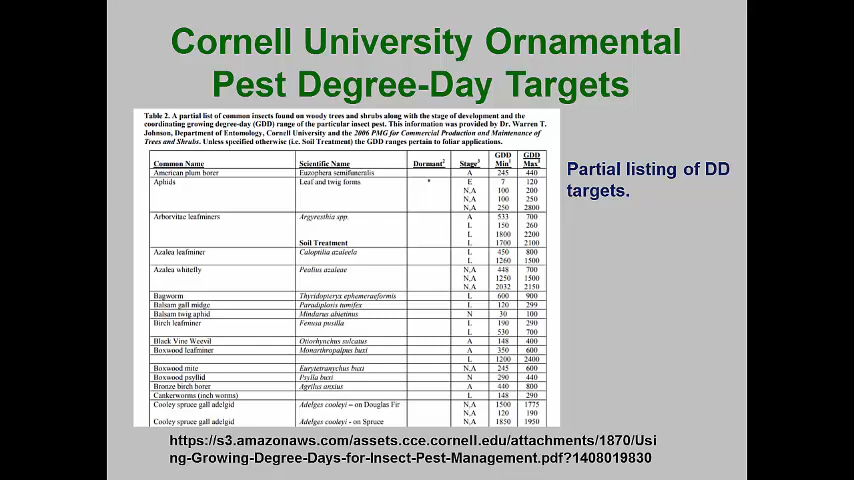 Cornell University Ornamental
Pest Degree-Day Targets
Table 2. A partial list of common insects found on woody trees and shrubs along with the stage of development and the
coordinating growing degree-day (GDD) range of the particular insect pest. This information was provided by Dr. Warren T.
Johnson, Department of Entomology, Cornell University and the 2006 PMG for Commercial Production and Maintenance of
Trees and Shrubs. Unless specified otherwise (i.e. Soil Treatment) the GDD ranges pertain to foliar applications.
GDD GDD
Common Name Scientific Name Dormant² Stage³ Min¹ Max¹
American plum borer Euzophera semifuneralis A 245 440
Aphids Leaf and twig forms * E 7 120
N,A 100 200
N,A 100 250
N,A 250 2800
Arborvitae leafminers Argyresthia spp. A 533 700
L 150 260
L 1800 2200
Soil Treatment L 1700 2100
Azalea leafminer Caloptilia azaleela L 450 800
L 1260 1500
Azalea whitefly Pealius azaleae N,A 448 700
N,A 1250 1500
N,A 2032 2150
Bagworm Thyridopteryx ephemeraeformis L 600 900
Balsam gall midge Paradiplosis tumifex L 120 299
Balsam twig aphid Mindarus abietinus N 30 100
Birch leafminer Fenusa pusilla L 190 290
L 530 700
Black Vine Weevil Otiorhynchus sulcatus A 148 400
Boxwood leafminer Monarthropalpus buxi A 350 600
L 1200 2400
Boxwood mite Eurytetranychus buxi N,A 245 600
Boxwood psyllid Psylla buxi N 290 440
Bronze birch borer Agrilus anxius A 440 800
Cankerworms (inch worms) L 148 290
Cooley spruce gall adelgid Adelges cooleyi – on Douglas Fir N,A 1500 1775
N,A 120 190
Cooley spruce gall adelgid Adelges cooleyi - on Spruce N,A 1850 1950
Partial listing of DD
targets.
https://s3.amazonaws.com/assets.cce.cornell.edu/attachments/1870/Usi
ng-Growing-Degree-Days-for-Insect-Pest-Management.pdf?1408019830